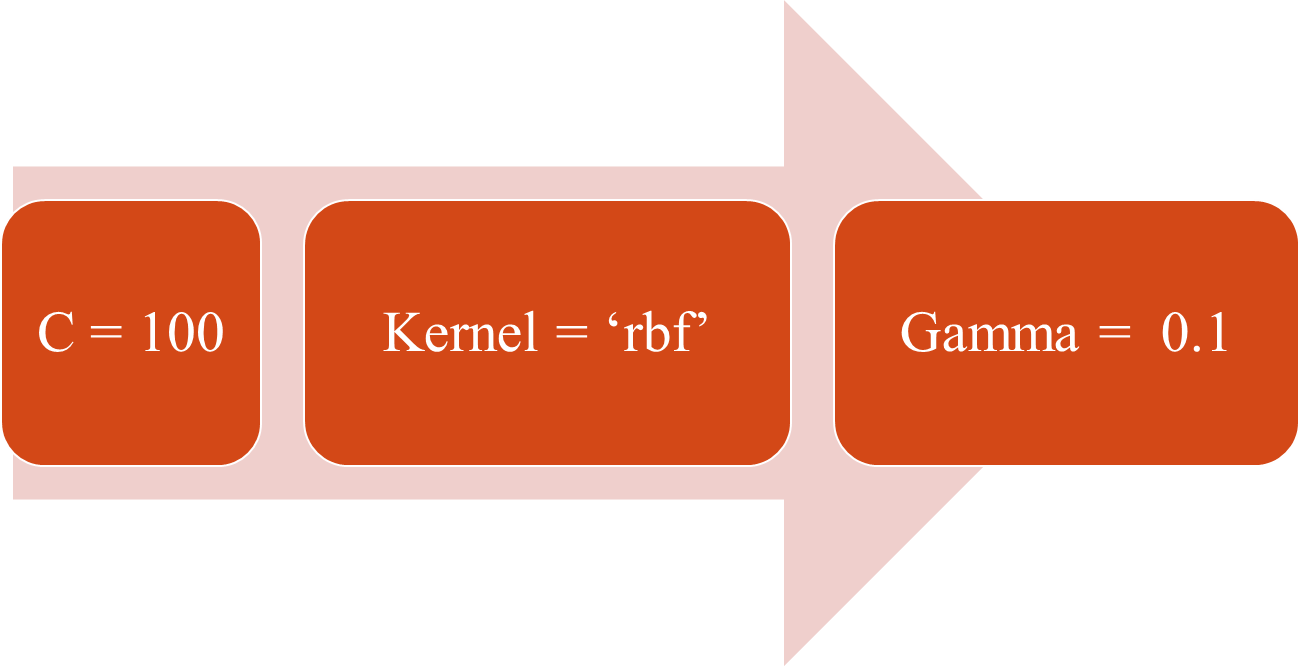 C = 100
Kernel = ‘rbf’
Gamma =  0.1